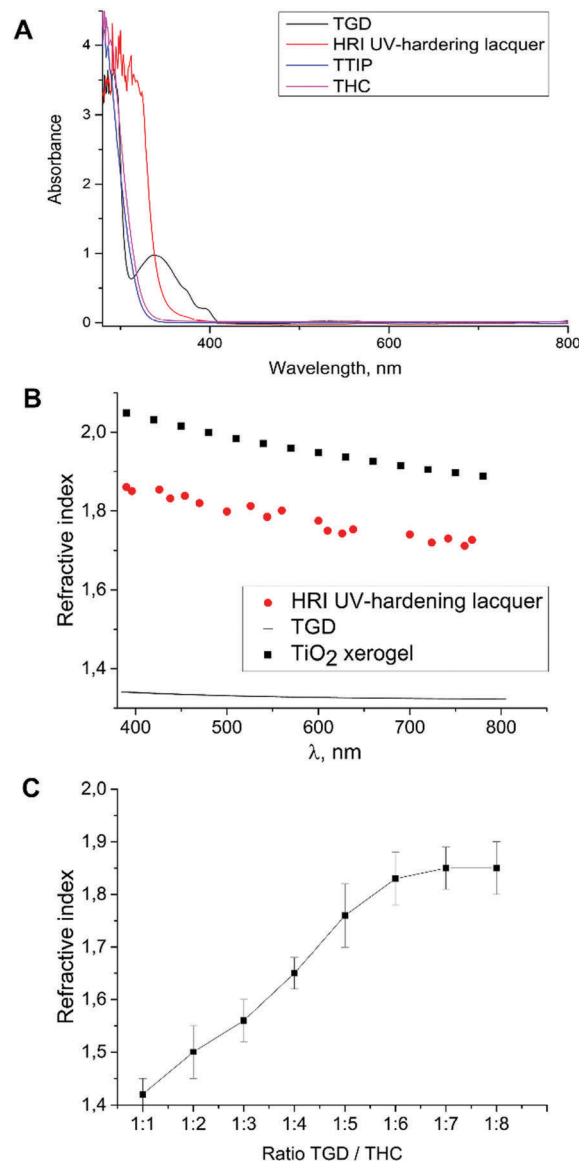 A
TGD
HRI UV-hardering lacquer
TTIP
THC
4
3
2
1
0
Absorbance
400
600
800
Wavelength, nm
B
2,0
1,8
1,6
1,4
Refractive index
HRI UV-hardening lacquer
TGD
TiO2 xerogel
400
500
600
700
800
λ, nm
C
2,0
1,9
1,8
1,7
1,6
1,5
1,4
Refractive index
1:1
1:2
1:3
1:4
1:5
1:6
1:7
1:8
Ratio TGD / THC